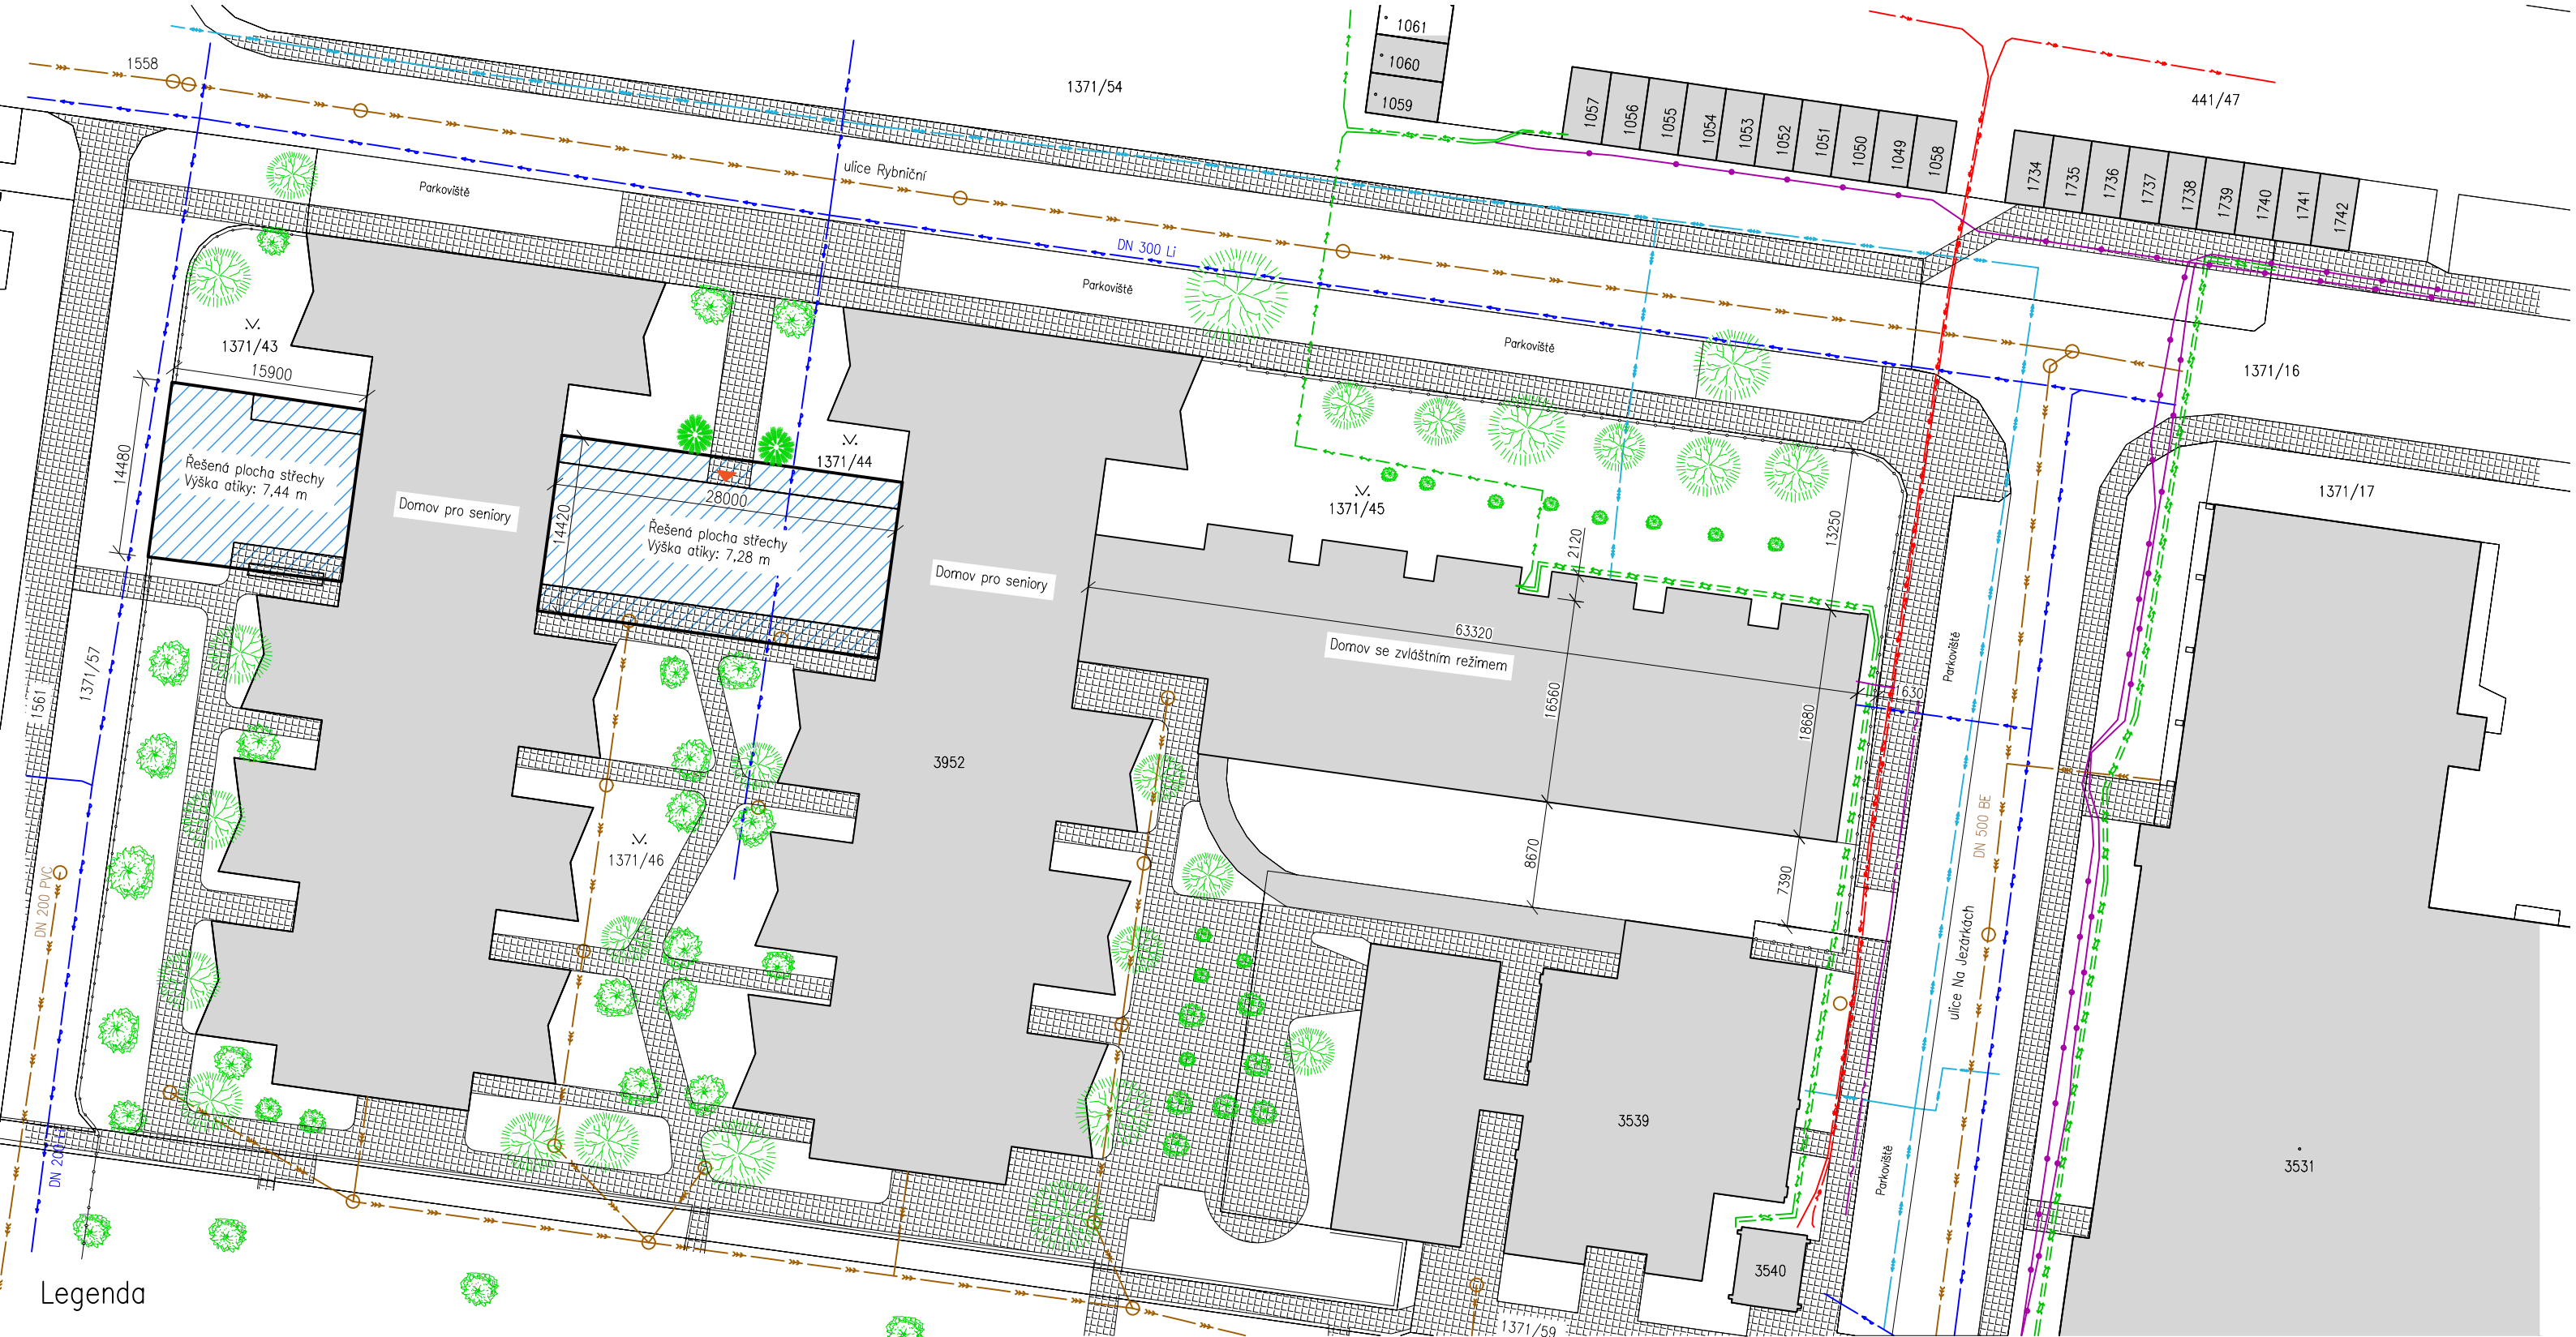 1061
1060
1059
1558
1371/54
441/47
1057
1056
1055
1054
1053
1052
1051
1050
1049
1058
1734
1735
1736
1737
1738
1739
1740
1741
1742
ulice Rybniční
Parkoviště
DN 300 Li
Parkoviště
Parkoviště
1371/43
15900
14480
Řešená plocha střechy
Výška atiky: 7,44 m
Domov pro seniory
1371/44
28000
14420
Řešená plocha střechy
Výška atiky: 7,28 m
Domov pro seniory
1371/45
1371/16
1371/17
2120
13250
63320
Domov se zvláštním režimem
16560
18680
1630
Parkoviště
1371/57
1561
3952
1371/46
8670
7390
DN 500 BE
ulice Na Jezárkách
DN 200 PVC
DN 200
Parkoviště
3539
3531
3540
1371/59
Legenda